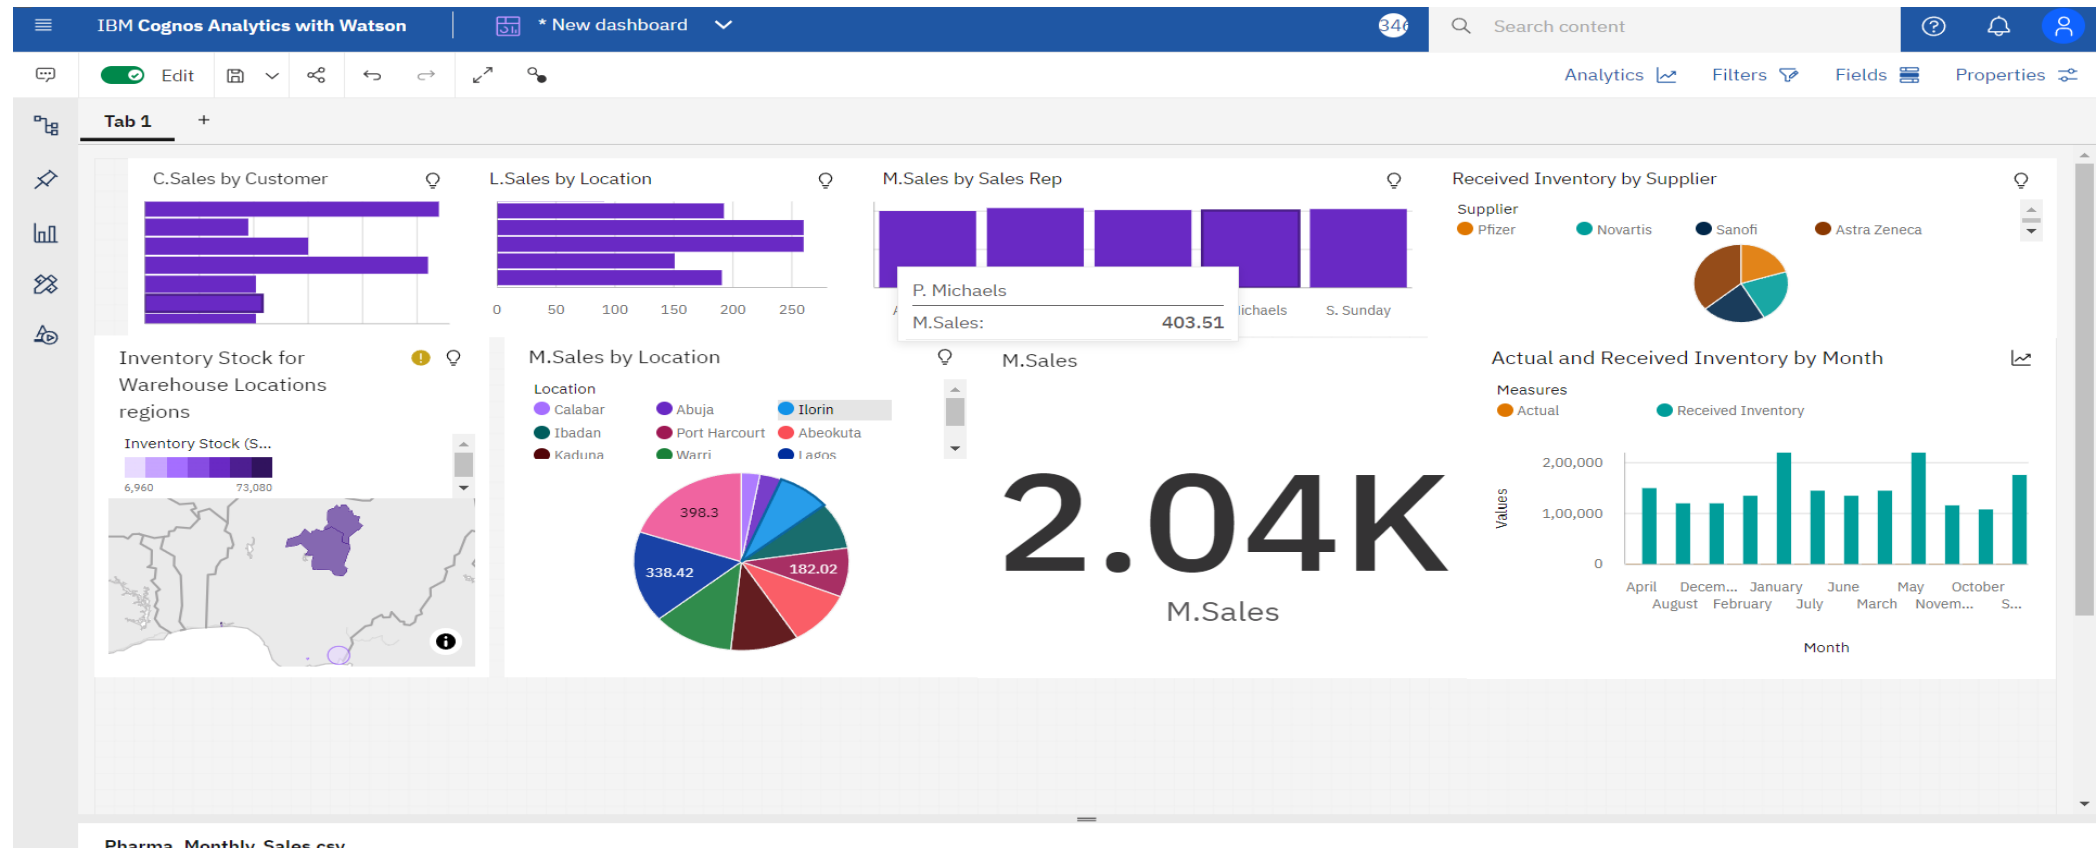 IBM Cognos Analytics with Watson
* New dashboard
346
Search content
Edit
Analytics
Filters
Fields
Properties
Tab 1
+
C.Sales by Customer
L.Sales by Location
0 50 100 150 200 250
M.Sales by Sales Rep
S. Sunday
P. Michaels
M.Sales: 403.51
Received Inventory by Supplier
Supplier
Pfizer Novartis Sanofi Astra Zeneca
Inventory Stock for
Warehouse Locations
regions
Inventory Stock (S...
6,960 73,080
M.Sales by Location
Location
Calabar Abuja Ilorin
Ibadan Port Harcourt Abeokuta
Kaduna Warri Lagos
398.3
338.42
182.02
M.Sales
2.04K
M.Sales
Actual and Received Inventory by Month
Measures
Actual Received Inventory
Values
2,00,000
1,00,000
0
April Decem... January June May October
August February July March Novem... S...
Month
Pharma_Monthly_Sales.csv